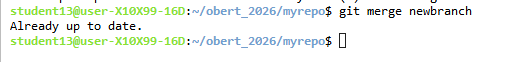 student13@user-X10X99-16D:~/obert_2026/myrepo$ git merge newbranch
Already up to date.
student13@user-X10X99-16D:~/obert_2026/myrepo$